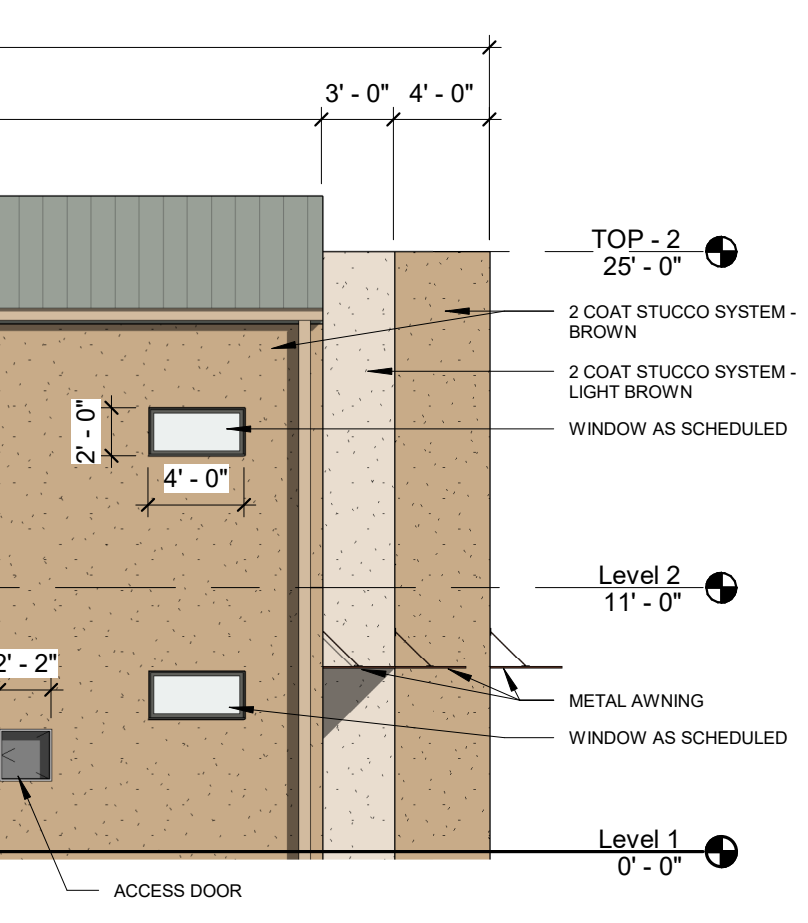 3' - 0" 4' - 0"
TOP - 2
25' - 0"
2 COAT STUCCO SYSTEM -
BROWN
2 COAT STUCCO SYSTEM -
LIGHT BROWN
WINDOW AS SCHEDULED
2' - 0"
4' - 0"
Level 2
11' - 0"
2' - 2"
METAL AWNING
WINDOW AS SCHEDULED
Level 1
0' - 0"
ACCESS DOOR